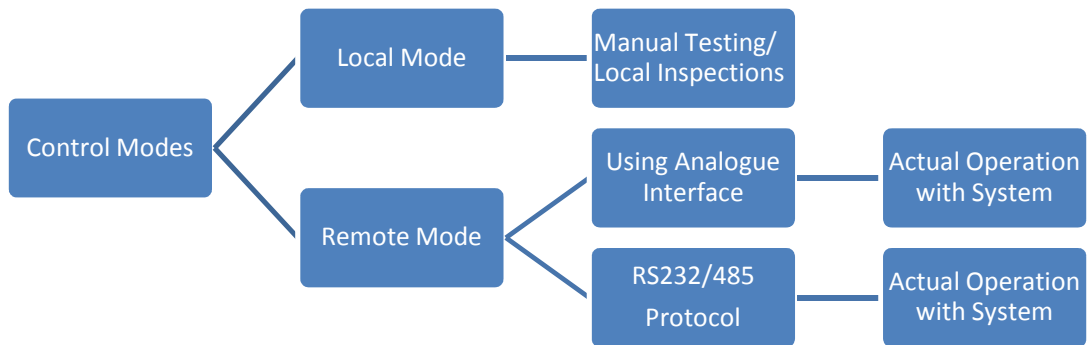 Control Modes
Local Mode
Manual Testing/
Local Inspections
Remote Mode
Using Analogue
Interface
Actual Operation
with System
RS232/485
Protocol
Actual Operation
with System